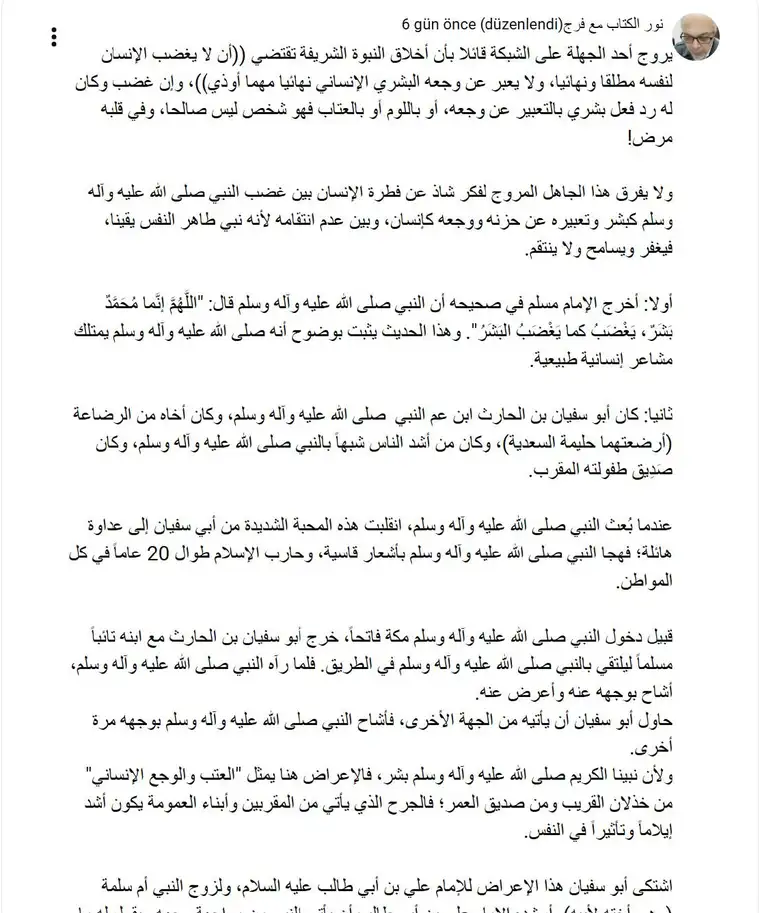 نور الكتاب مع فرج 6 gün önce (düzenlendi)
يروج أحد الجهلة على الشبكة قائلا بأن أخلاق النبوة الشريفة تقتضي ((أن لا يغضب الإنسان
لنفسه مطلقا ونهائيا، ولا يعبر عن وجعه البشري الإنساني نهائيا مهما أوذي))، وإن غضب وكان
له رد فعل بشري بالتعبير عن وجعه، أو باللوم أو بالعتاب فهو شخص ليس صالحا، وفي قلبه
مرض!
ولا يفرق هذا الجاهل المروج لفكر شاذ عن فطرة الإنسان بين غضب النبي صلى الله عليه وآله
وسلم كبشر وتعبيره عن حزنه ووجعه كإنسان، وبين عدم انتقامه لأنه نبي طاهر النفس يقينا،
فيغفر ويسامح ولا ينتقم.
أولا: أخرج الإمام مسلم في صحيحه أن النبي صلى الله عليه وآله وسلم قال: "اللَّهُمَّ إنَّما مُحَمَّدٌ
بَشَرٌ، يَغْضَبُ كما يَغْضَبُ البَشَرُ". وهذا الحديث يثبت بوضوح أنه صلى الله عليه وآله وسلم يمتلك
مشاعر إنسانية طبيعية.
ثانيا: كان أبو سفيان بن الحارث ابن عم النبي صلى الله عليه وآله وسلم، وكان أخاه من الرضاعة
(أرضعتهما حليمة السعدية)، وكان من أشد الناس شبهاً بالنبي صلى الله عليه وآله وسلم، وكان
صَدِيق طفولته المقرب.
عندما بُعث النبي صلى الله عليه وآله وسلم، انقلبت هذه المحبة الشديدة من أبي سفيان إلى عداوة
هائلة؛ فهجا النبي صلى الله عليه وآله وسلم بأشعار قاسية، وحارب الإسلام طوال 20 عاماً في كل
المواطن.
قبيل دخول النبي صلى الله عليه وآله وسلم مكة فاتحاً، خرج أبو سفيان بن الحارث مع ابنه تائباً
مسلماً ليلتقي بالنبي صلى الله عليه وآله وسلم في الطريق. فلما رآه النبي صلى الله عليه وآله وسلم،
أشاح بوجهه عنه وأعرض عنه.
حاول أبو سفيان أن يأتيه من الجهة الأخرى، فأشاح النبي صلى الله عليه وآله وسلم بوجهه مرة
أخرى.
ولأن نبينا الكريم صلى الله عليه وآله وسلم بشر، فالإعراض هنا يمثل "العتب والوجع الإنساني"
من خذلان القريب ومن صديق العمر؛ فالجرح الذي يأتي من المقربين وأبناء العمومة يكون أشد
إيلاماً وتأثيراً في النفس.
اشتكى أبو سفيان هذا الإعراض للإمام علي بن أبي طالب عليه السلام، ولزوج النبي أم سلمة